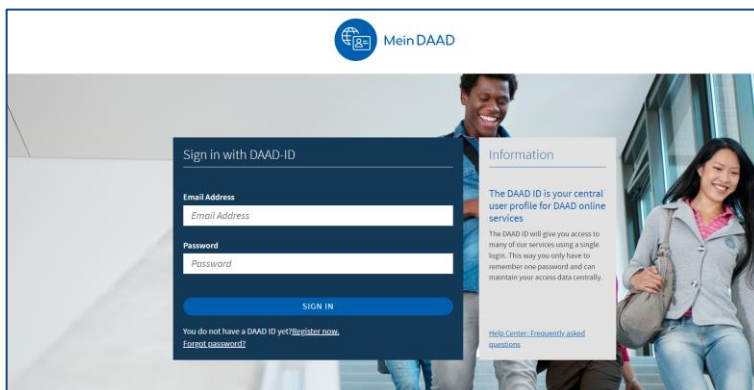 Mein DAAD
Sign in with DAAD-ID
Email Address
Email Address
Password
Password
SIGN IN
You do not have a DAAD ID yet?Register now.
Forgot password?
Information
The DAAD ID is your central
user profile for DAAD online
services
The DAAD ID will give you access to
many of our services using a single
login. This way you only have to
remember one password and can
maintain your access data centrally.
Help Center: Frequently asked
questions